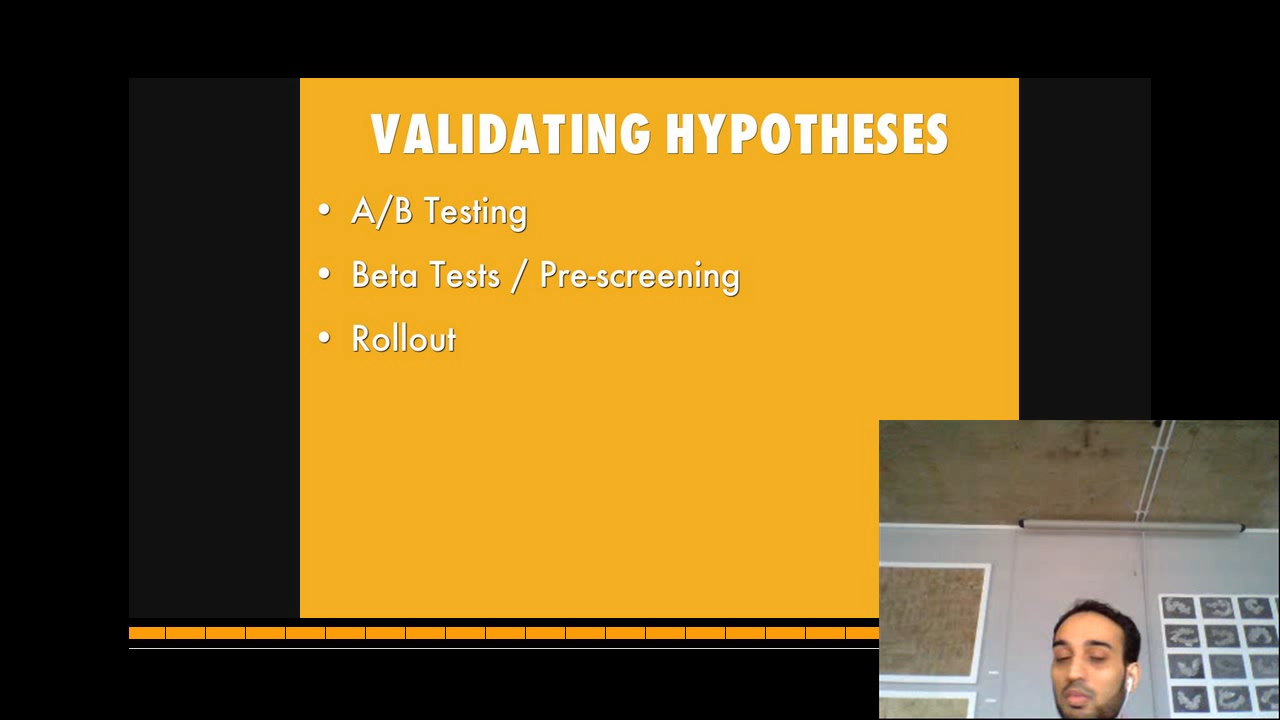 VALIDATING HYPOTHESES
• A/B Testing
• Beta Tests / Pre-screening
• Rollout